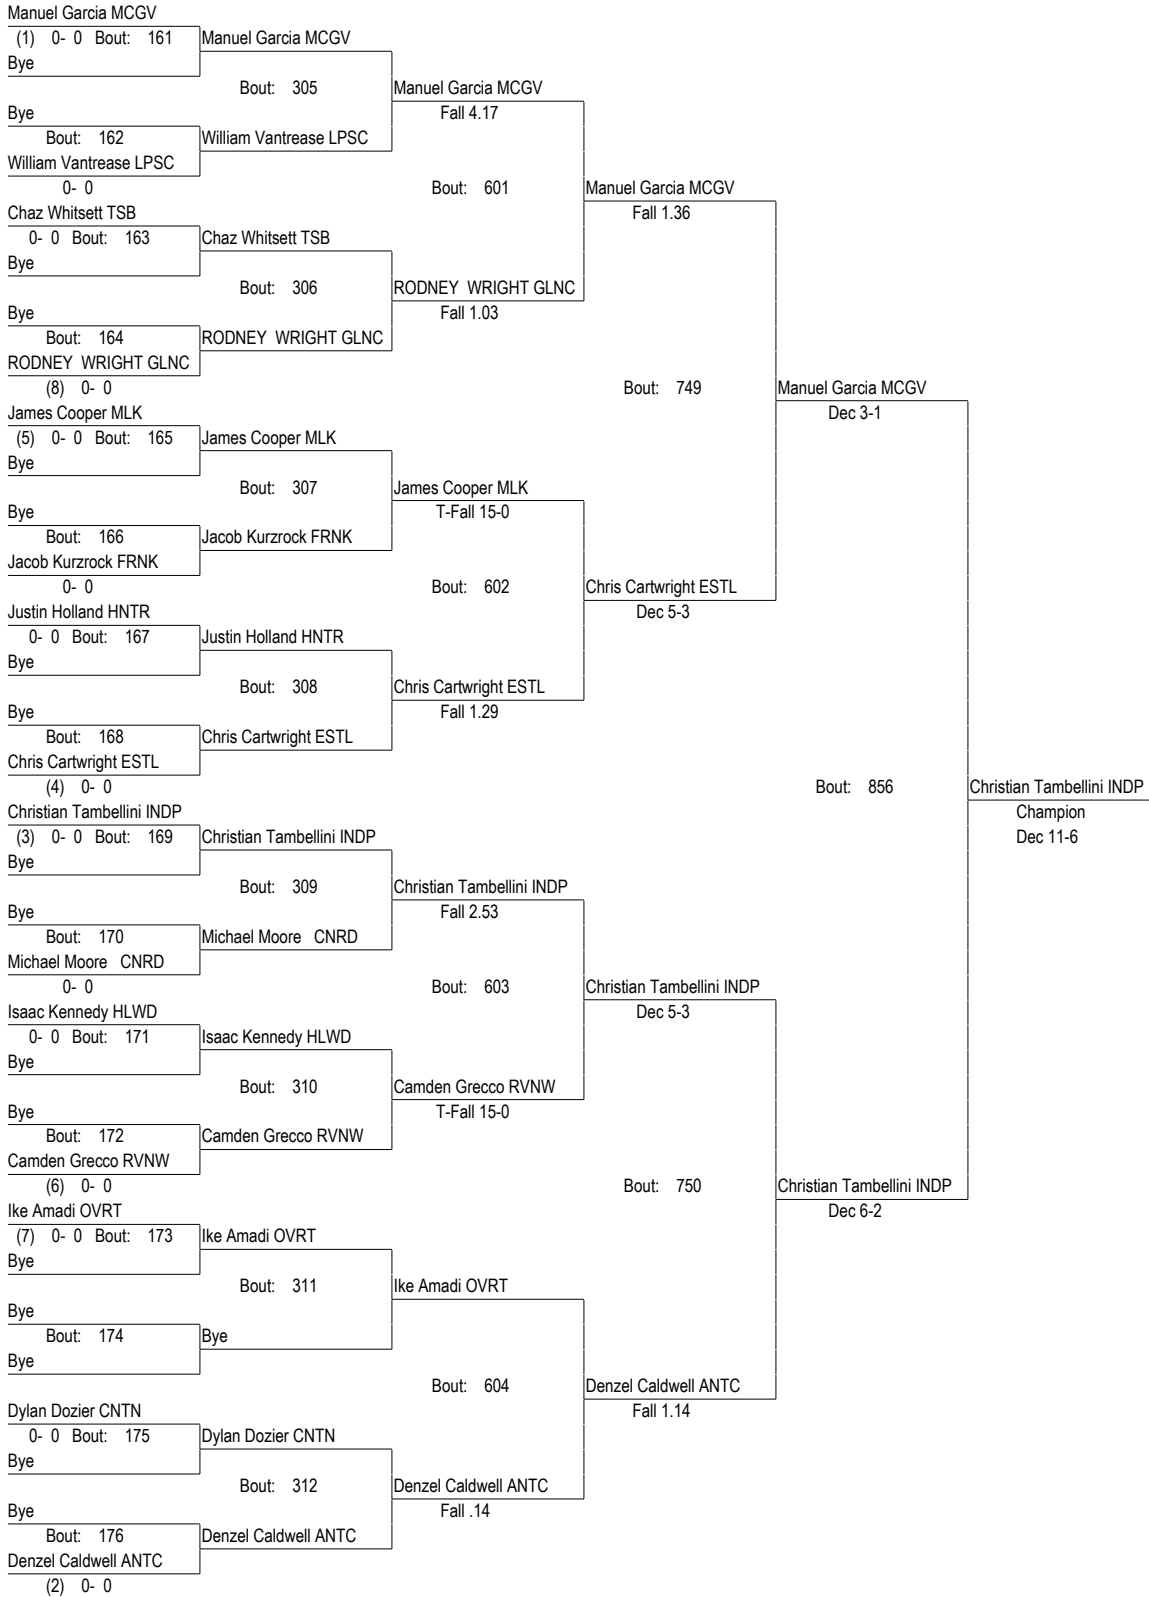 Manuel Garcia MCGV
(1) 0- 0 Bout: 161 Manuel Garcia MCGV
Bye
Bout: 305 Manuel Garcia MCGV
Bye Fall 4.17
Bout: 162 William Vantrease LPSC
William Vantrease LPSC
0- 0 Bout: 601 Manuel Garcia MCGV
Chaz Whitsett TSB Fall 1.36
0- 0 Bout: 163 Chaz Whitsett TSB
Bye
Bout: 306 RODNEY WRIGHT GLNC
Bye Fall 1.03
Bout: 164 RODNEY WRIGHT GLNC
RODNEY WRIGHT GLNC
(8) 0- 0 Bout: 749 Manuel Garcia MCGV
James Cooper MLK Dec 3-1
(5) 0- 0 Bout: 165 James Cooper MLK
Bye
Bout: 307 James Cooper MLK
Bye T-Fall 15-0
Bout: 166 Jacob Kurzrock FRNK
Jacob Kurzrock FRNK
0- 0 Bout: 602 Chris Cartwright ESTL
Justin Holland HNTR Dec 5-3
0- 0 Bout: 167 Justin Holland HNTR
Bye
Bout: 308 Chris Cartwright ESTL
Bye Fall 1.29
Bout: 168 Chris Cartwright ESTL
Chris Cartwright ESTL
(4) 0- 0 Bout: 856 Christian Tambellini INDP
Christian Tambellini INDP Champion
(3) 0- 0 Bout: 169 Christian Tambellini INDP Dec 11-6
Bye
Bout: 309 Christian Tambellini INDP
Bye Fall 2.53
Bout: 170 Michael Moore CNRD
Michael Moore CNRD
0- 0 Bout: 603 Christian Tambellini INDP
Isaac Kennedy HLWD Dec 5-3
0- 0 Bout: 171 Isaac Kennedy HLWD
Bye
Bout: 310 Camden Grecco RVNW
Bye T-Fall 15-0
Bout: 172 Camden Grecco RVNW
Camden Grecco RVNW
(6) 0- 0 Bout: 750 Christian Tambellini INDP
Ike Amadi OVRT Dec 6-2
(7) 0- 0 Bout: 173 Ike Amadi OVRT
Bye
Bout: 311 Ike Amadi OVRT
Bye
Bout: 174 Bye
Bye
Bout: 604 Denzel Caldwell ANTC
Dylan Dozier CNTN Fall 1.14
0- 0 Bout: 175 Dylan Dozier CNTN
Bye
Bout: 312 Denzel Caldwell ANTC
Bye Fall .14
Bout: 176 Denzel Caldwell ANTC
Denzel Caldwell ANTC
(2) 0- 0